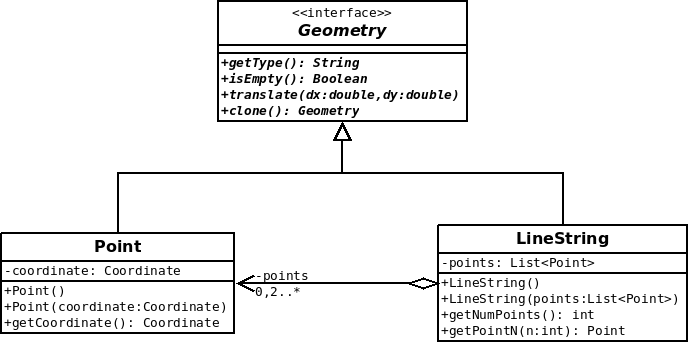 <<interface>>
Geometry
+getType(): String
+isEmpty(): Boolean
+translate(dx:double,dy:double)
+clone(): Geometry
Point
-coordinate: Coordinate
+Point()
+Point(coordinate:Coordinate)
+getCoordinate(): Coordinate
-points
0,2..*
LineString
-points: List<Point>
+LineString()
+LineString(points:List<Point>)
+getNumPoints(): int
+getPointN(n:int): Point